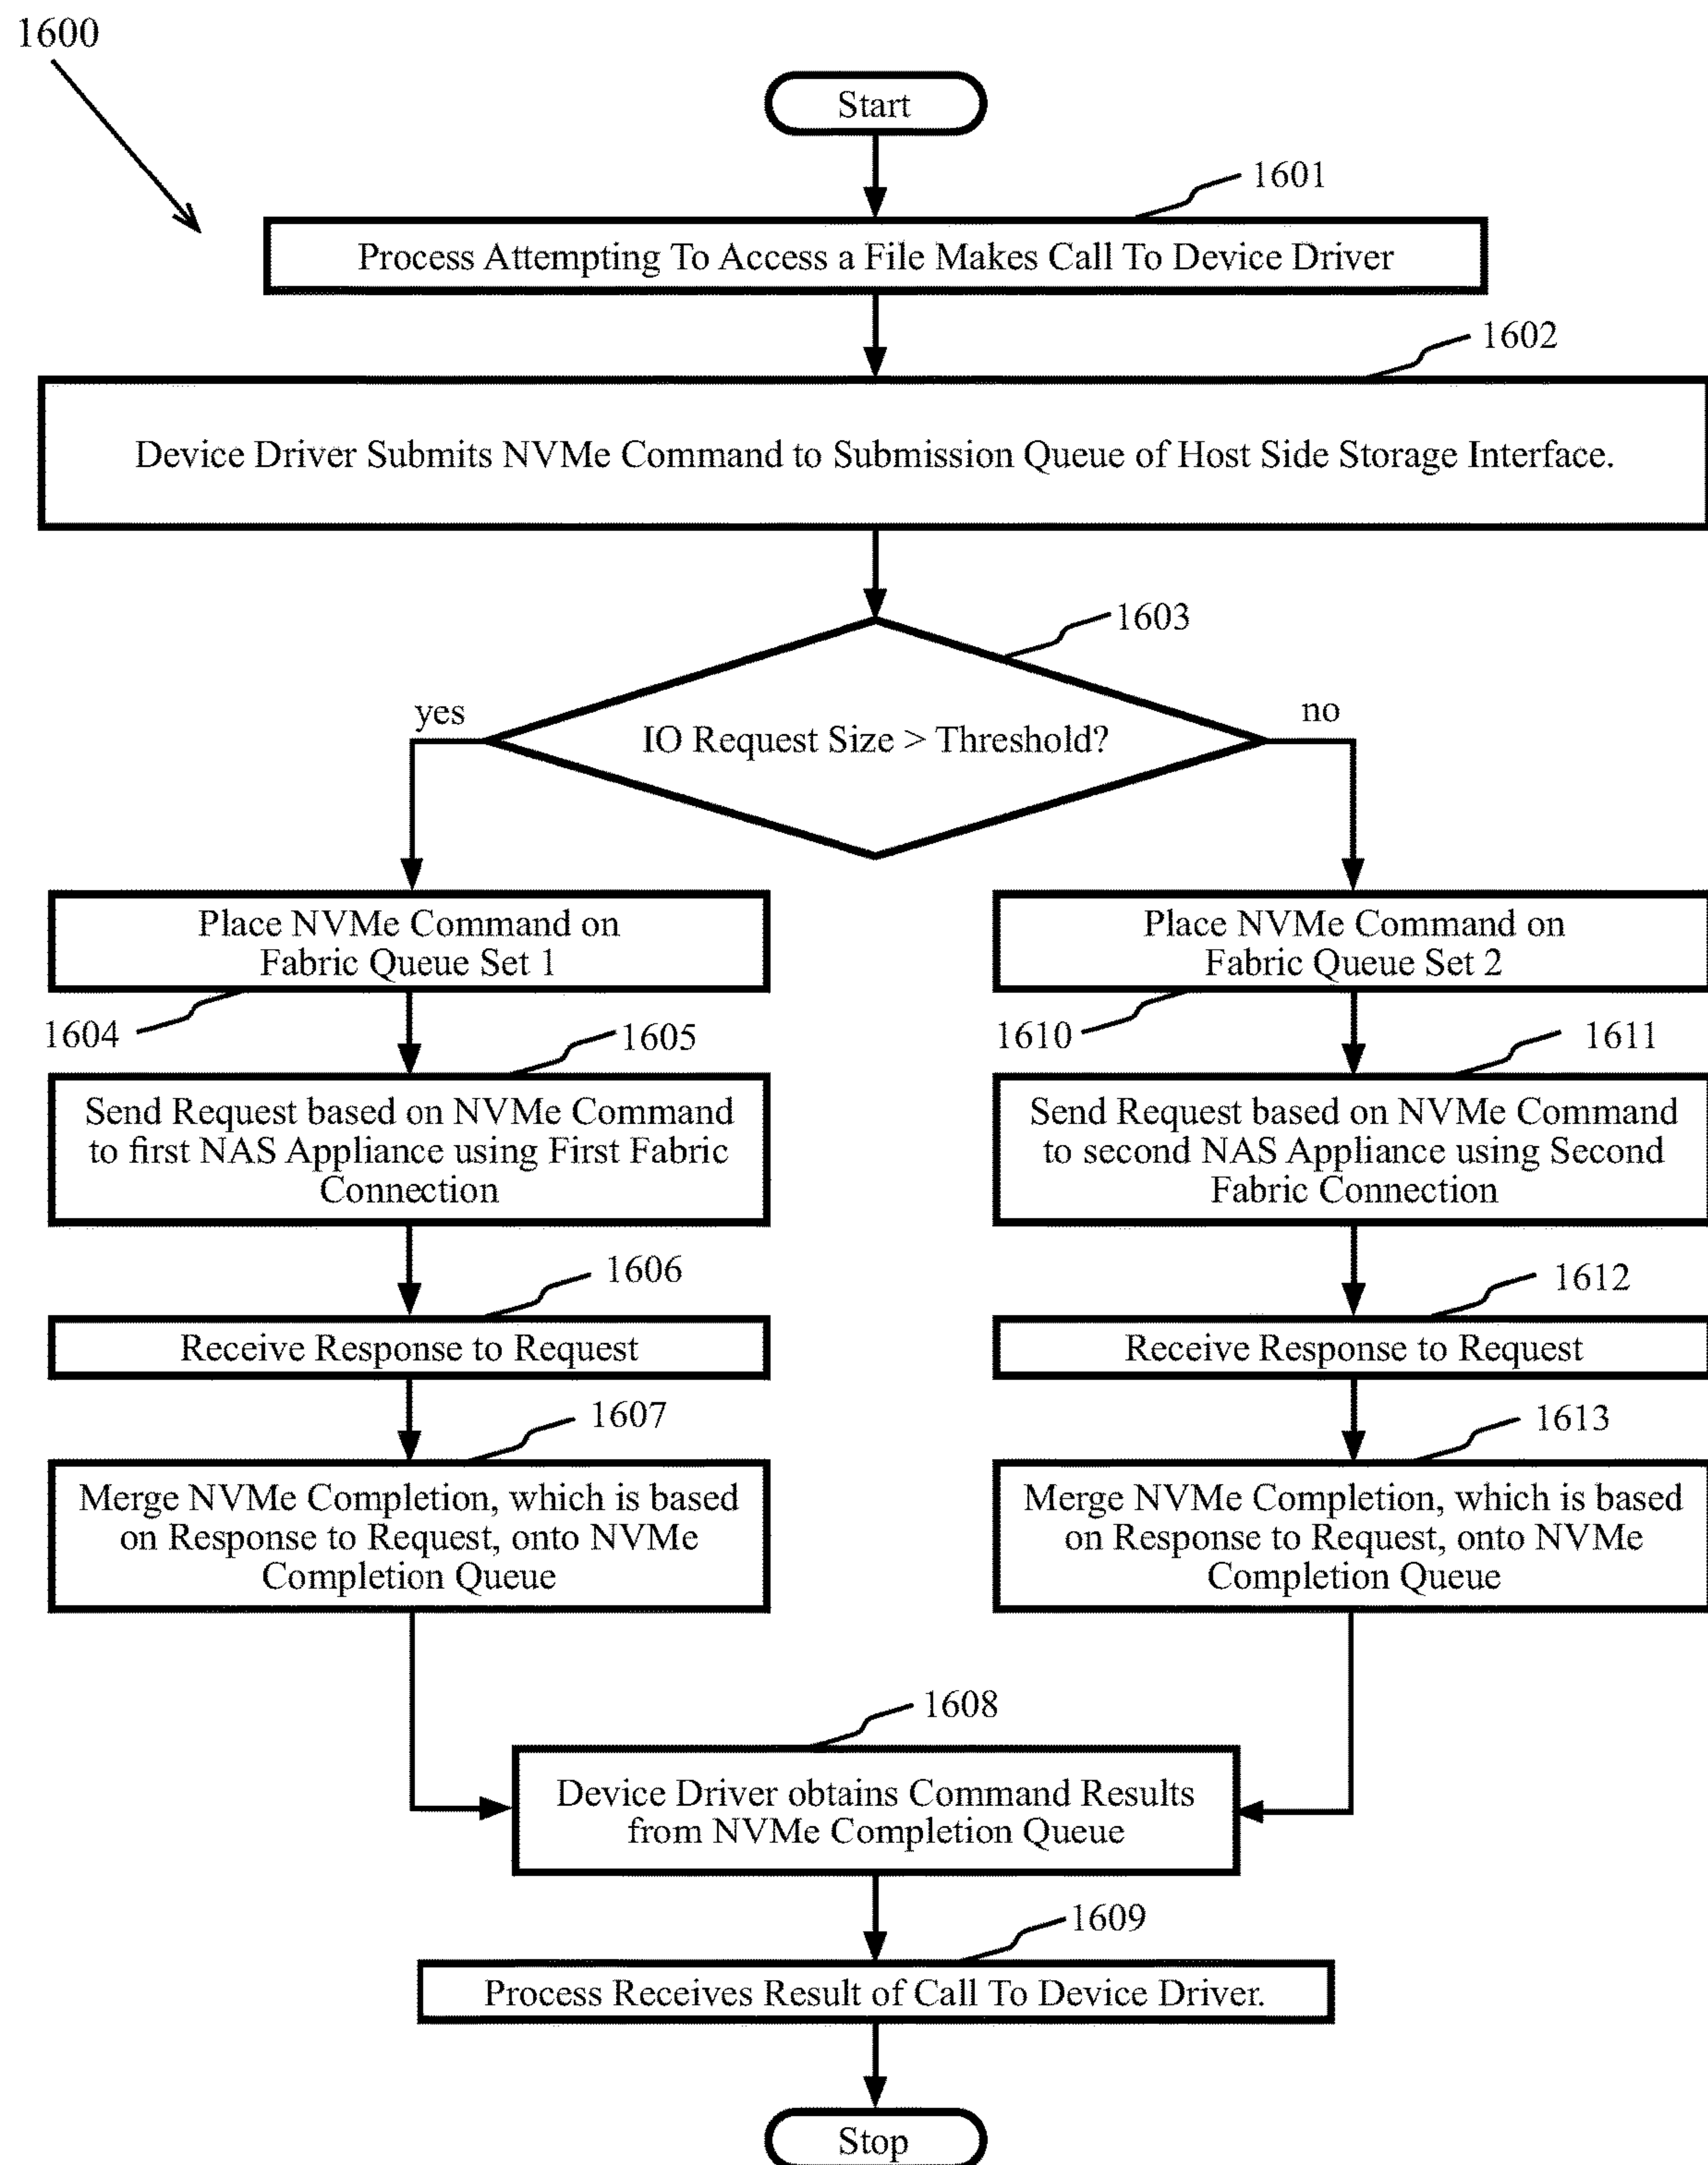 1600
Start
1601
Process Attempting To Access a File Makes Call To Device Driver
1602
Device Driver Submits NVMe Command to Submission Queue of Host Side Storage Interface.
1603
yes
IO Request Size > Threshold?
no
Place NVMe Command on
Fabric Queue Set 1
1604
1605
Send Request based on NVMe Command
to first NAS Appliance using First Fabric
Connection
1606
Receive Response to Request
1607
Merge NVMe Completion, which is based
on Response to Request, onto NVMe
Completion Queue
Place NVMe Command on
Fabric Queue Set 2
1610
1611
Send Request based on NVMe Command
to second NAS Appliance using Second
Fabric Connection
1612
Receive Response to Request
1613
Merge NVMe Completion, which is based
on Response to Request, onto NVMe
Completion Queue
1608
Device Driver obtains Command Results
from NVMe Completion Queue
1609
Process Receives Result of Call To Device Driver.
Stop